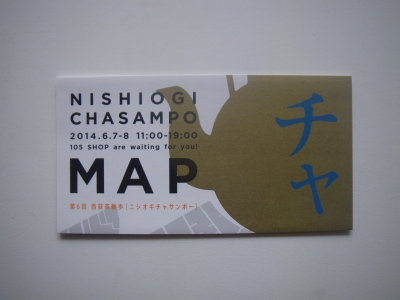 NISHIOGI
CHASAMPO
2014.6.7-8 11:00-19:00
105 SHOP are waiting for you!
MAP
第6回 西荻茶散歩[ニシオギチャサンポー]
チャ